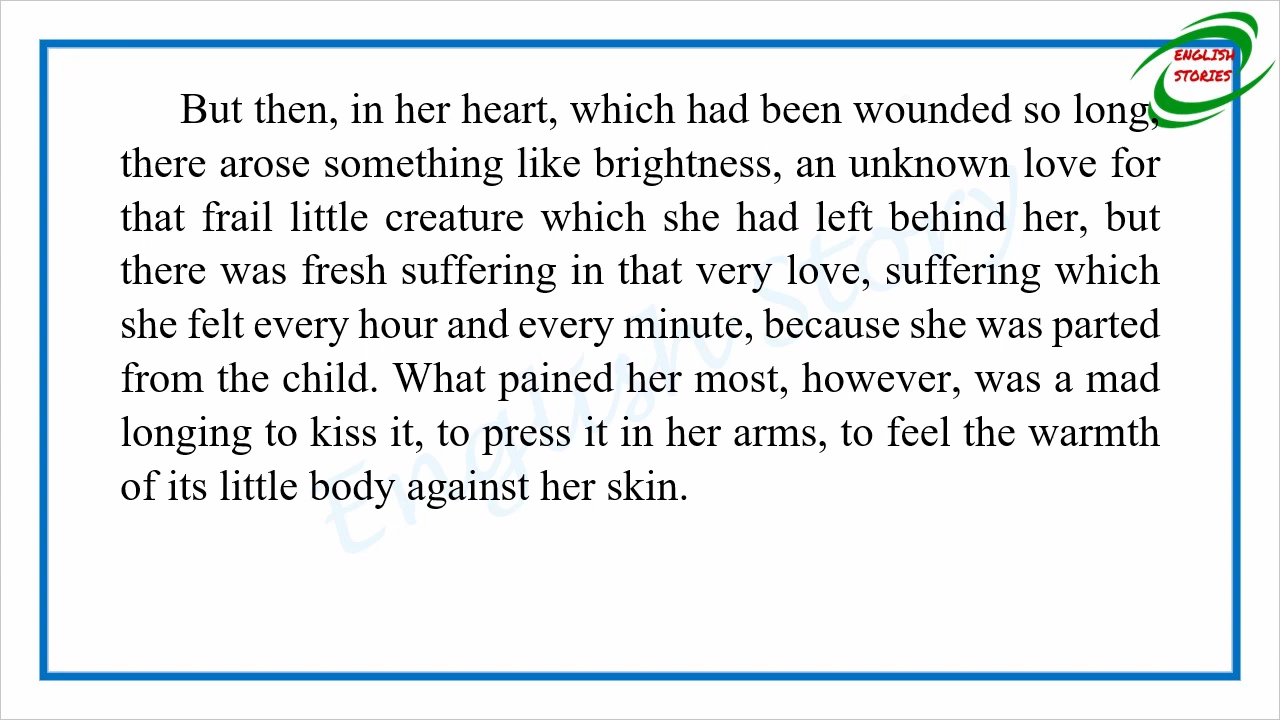 ENGLISH
STORIES
But then, in her heart, which had been wounded so long,
there arose something like brightness, an unknown love for
that frail little creature which she had left behind her, but
there was fresh suffering in that very love, suffering which
she felt every hour and every minute, because she was parted
from the child. What pained her most, however, was a mad
longing to kiss it, to press it in her arms, to feel the warmth
of its little body against her skin.
English Story